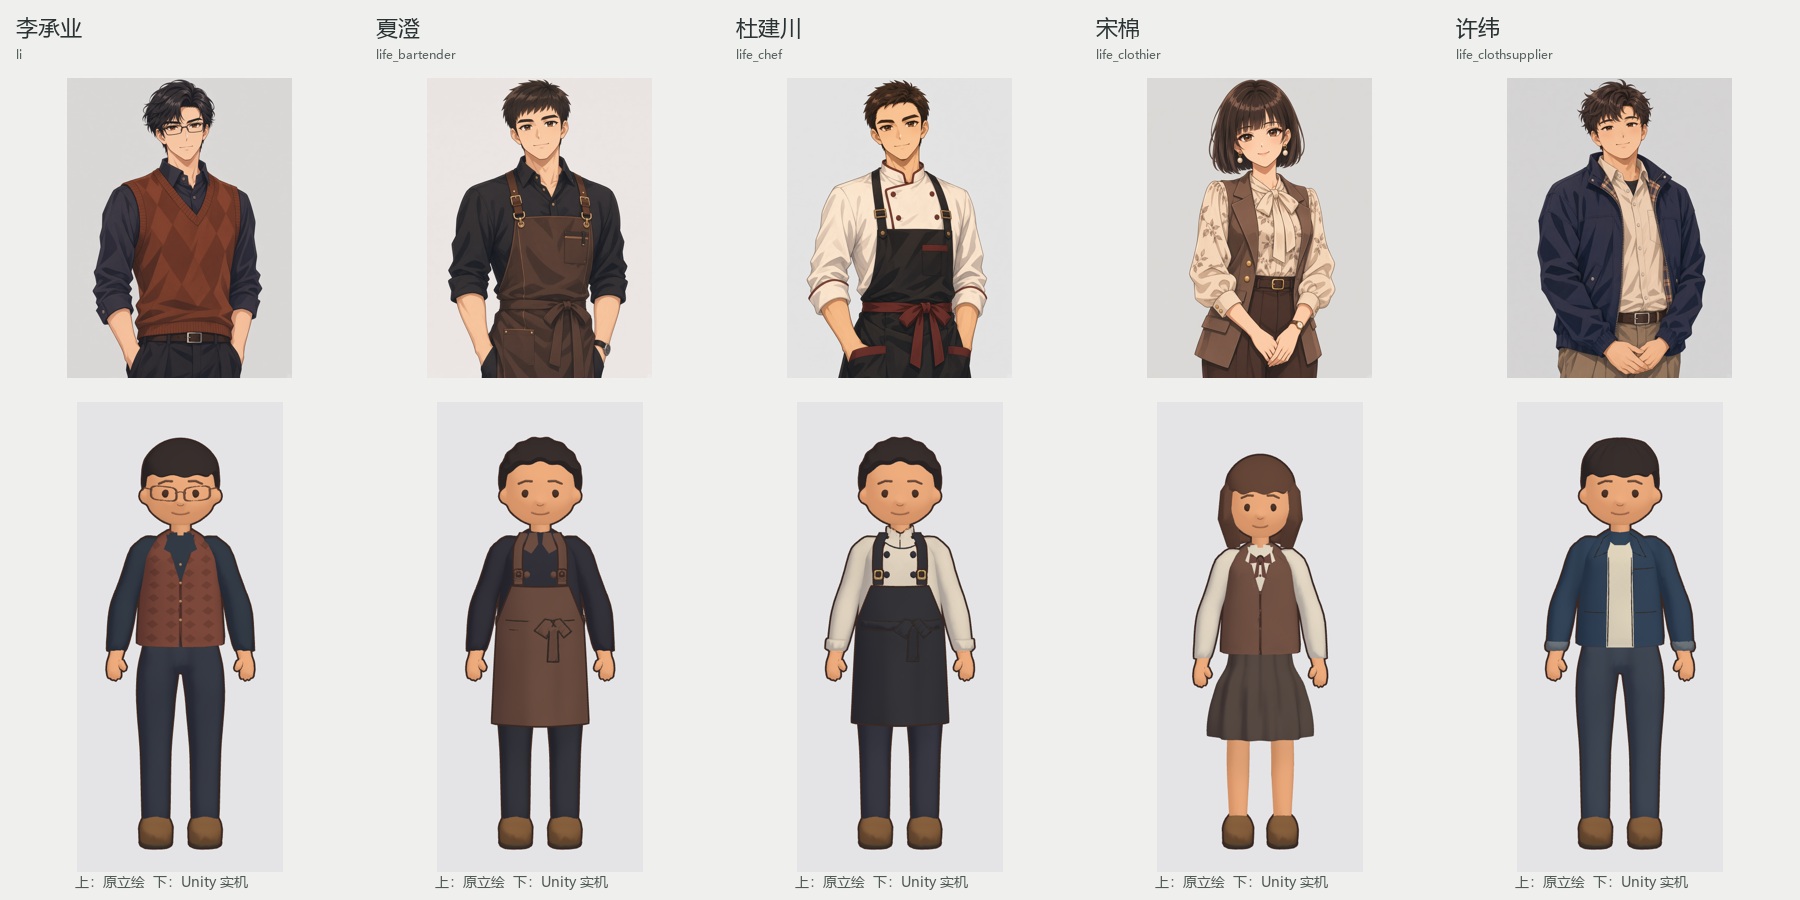 李承业
li
夏澄
life_bartender
杜建川
life_chef
宋棉
life_clothier
许纬
life_clothsupplier
上：原立绘 下：Unity 实机
上：原立绘 下：Unity 实机
上：原立绘 下：Unity 实机
上：原立绘 下：Unity 实机
上：原立绘 下：Unity 实机